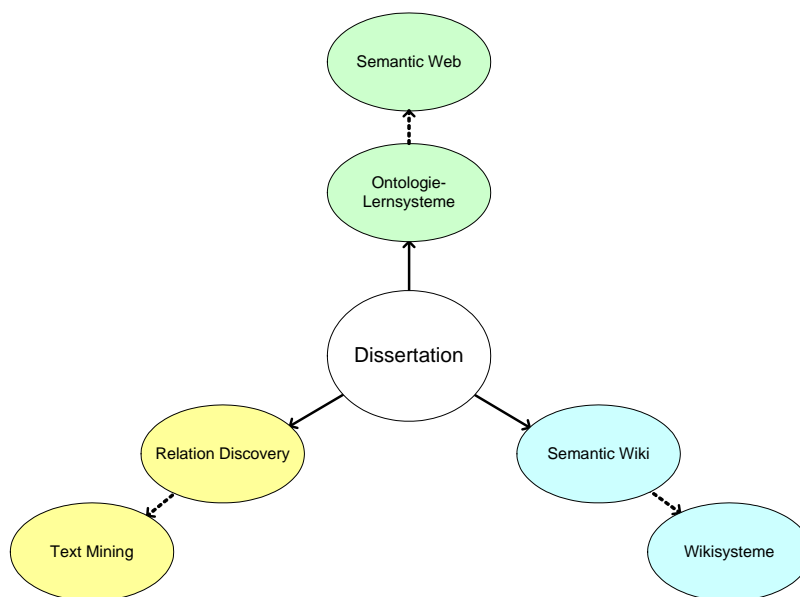 Semantic Web
Ontologie-
Lernsysteme
Dissertation
Relation Discovery
Semantic Wiki
Text Mining
Wikisysteme